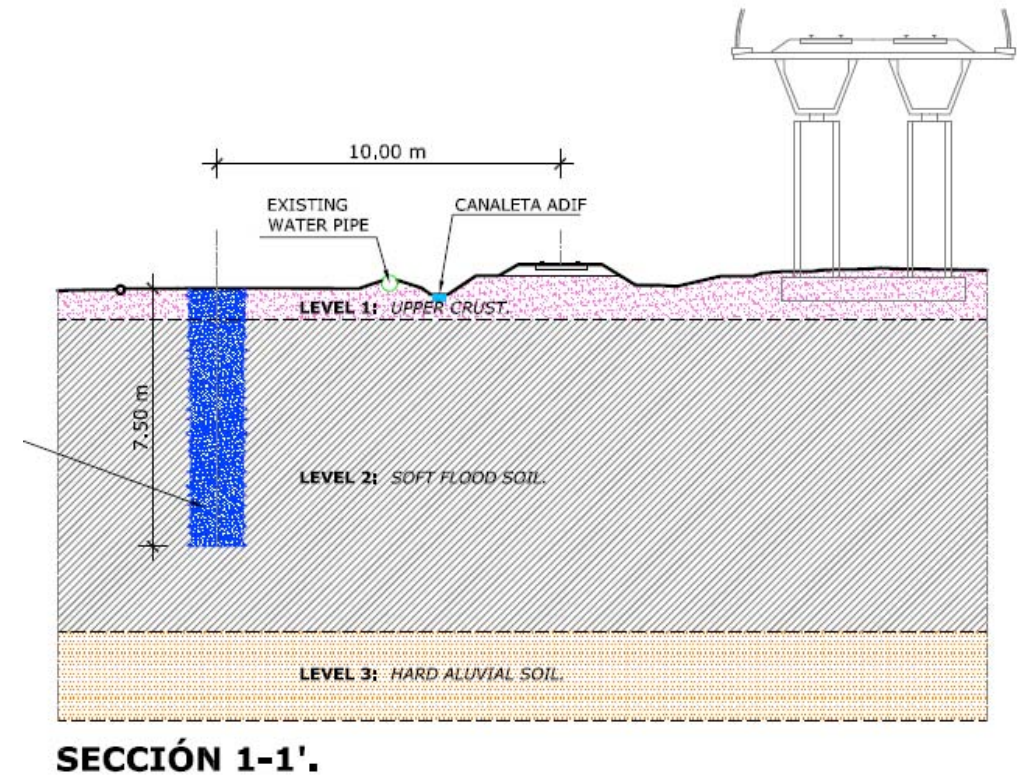 10,00 m
EXISTING
WATER PIPE
CANALETA ADIF
LEVEL 1: UPPER CRUST.
7.50 m
LEVEL 2: SOFT FLOOD SOIL.
LEVEL 3: HARD ALUVIAL SOIL.
SECCIÓN 1-1'.